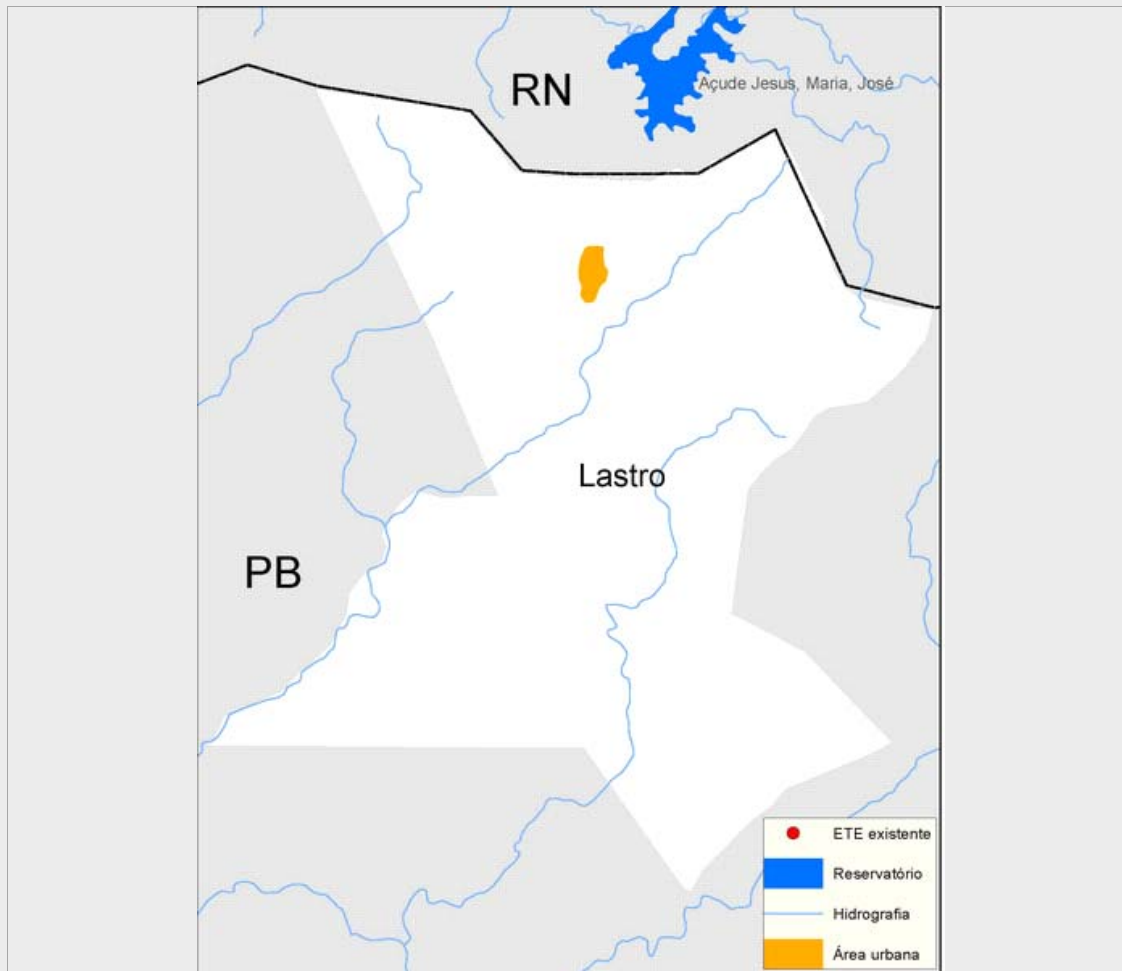 RN
Açude Jesus, Maria, José
Lastro
PB
ETE existente
Reservatório
Hidrografia
Área urbana